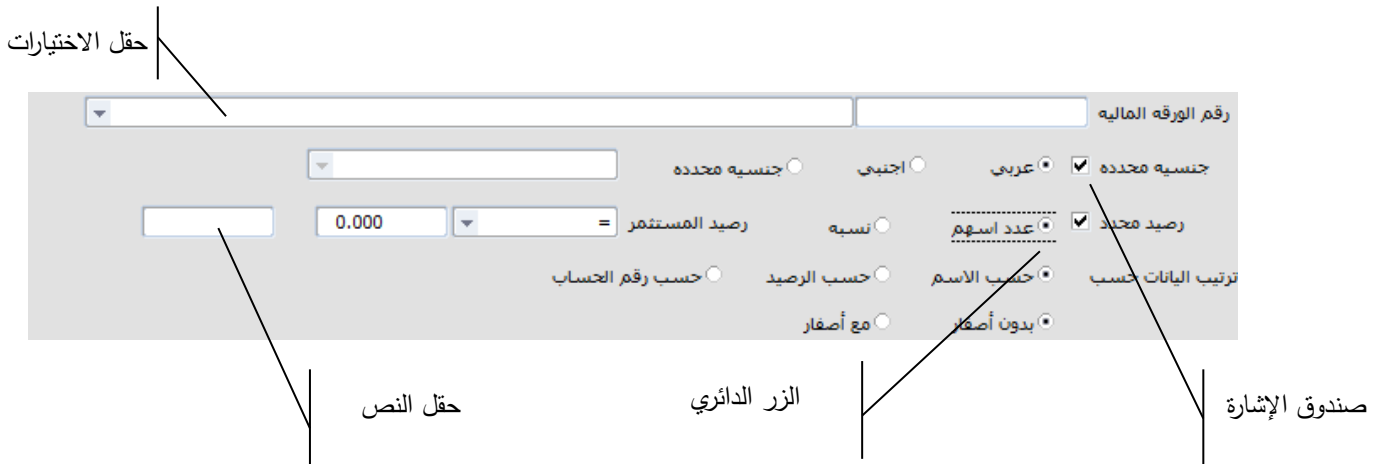 حقل الاختيارات
رقم الورقه الماليه
جنسيه محدده عربي اجنبي جنسيه محدده
رصيد محدد عدد اسهم نسبه رصيد المستثمر = 0.000
ترتيب اليانات حسب حسب الاسم حسب الرصيد حسب رقم الحساب
بدون أصفار مع أصفار
صندوق الإشارة الزر الدائري حقل النص